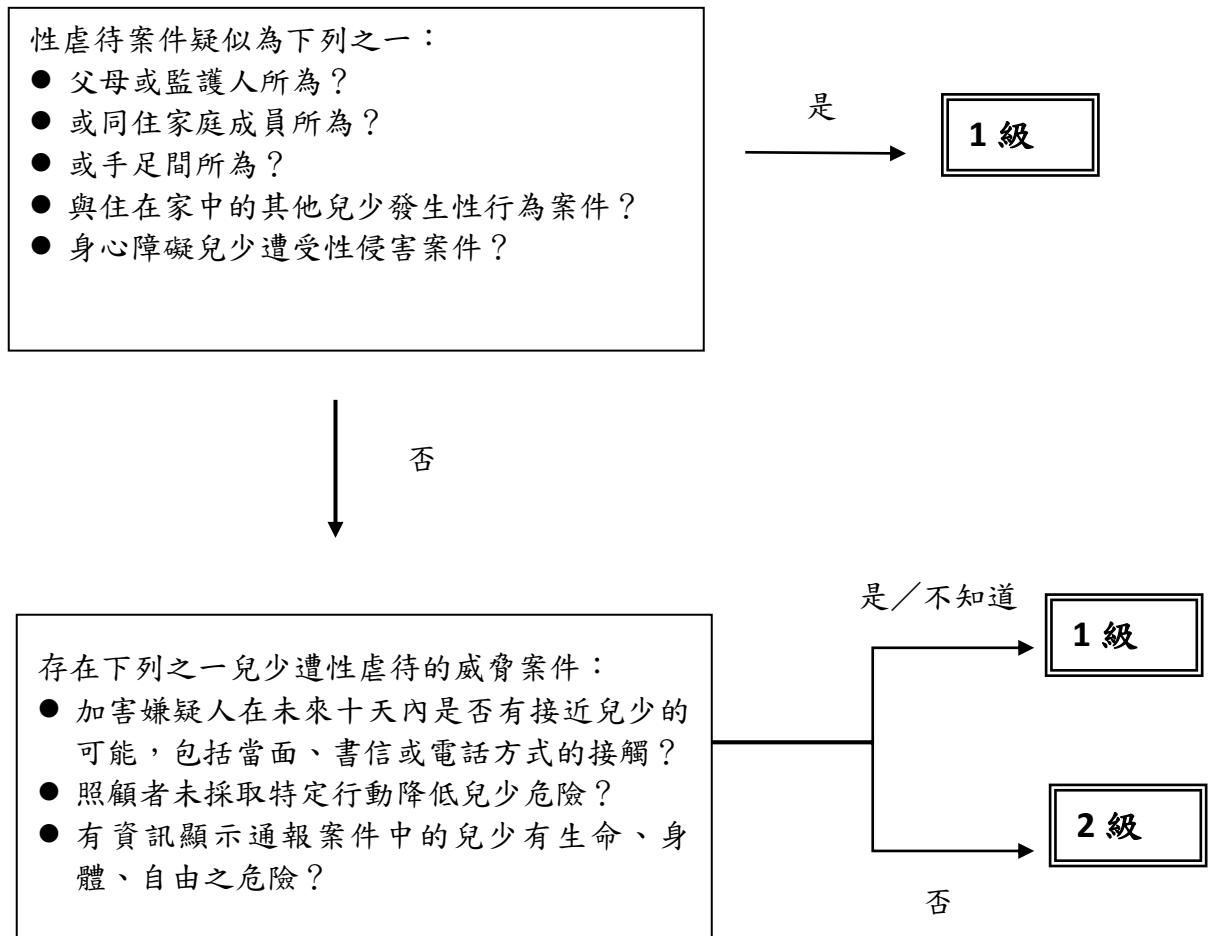 性虐待案件疑似為下列之一：
● 父母或監護人所為？
● 或同住家庭成員所為？
● 或手足間所為？
● 與住在家中的其他兒少發生性行為案件？
● 身心障礙兒少遭受性侵害案件？
是
1 級
否
存在下列之一兒少遭性虐待的威脅案件：
● 加害嫌疑人在未來十天內是否有接近兒少的
可能，包括當面、書信或電話方式的接觸？
● 照顧者未採取特定行動降低兒少危險？
● 有資訊顯示通報案件中的兒少有生命、身
體、自由之危險？
是／不知道
1 級
2 級
否